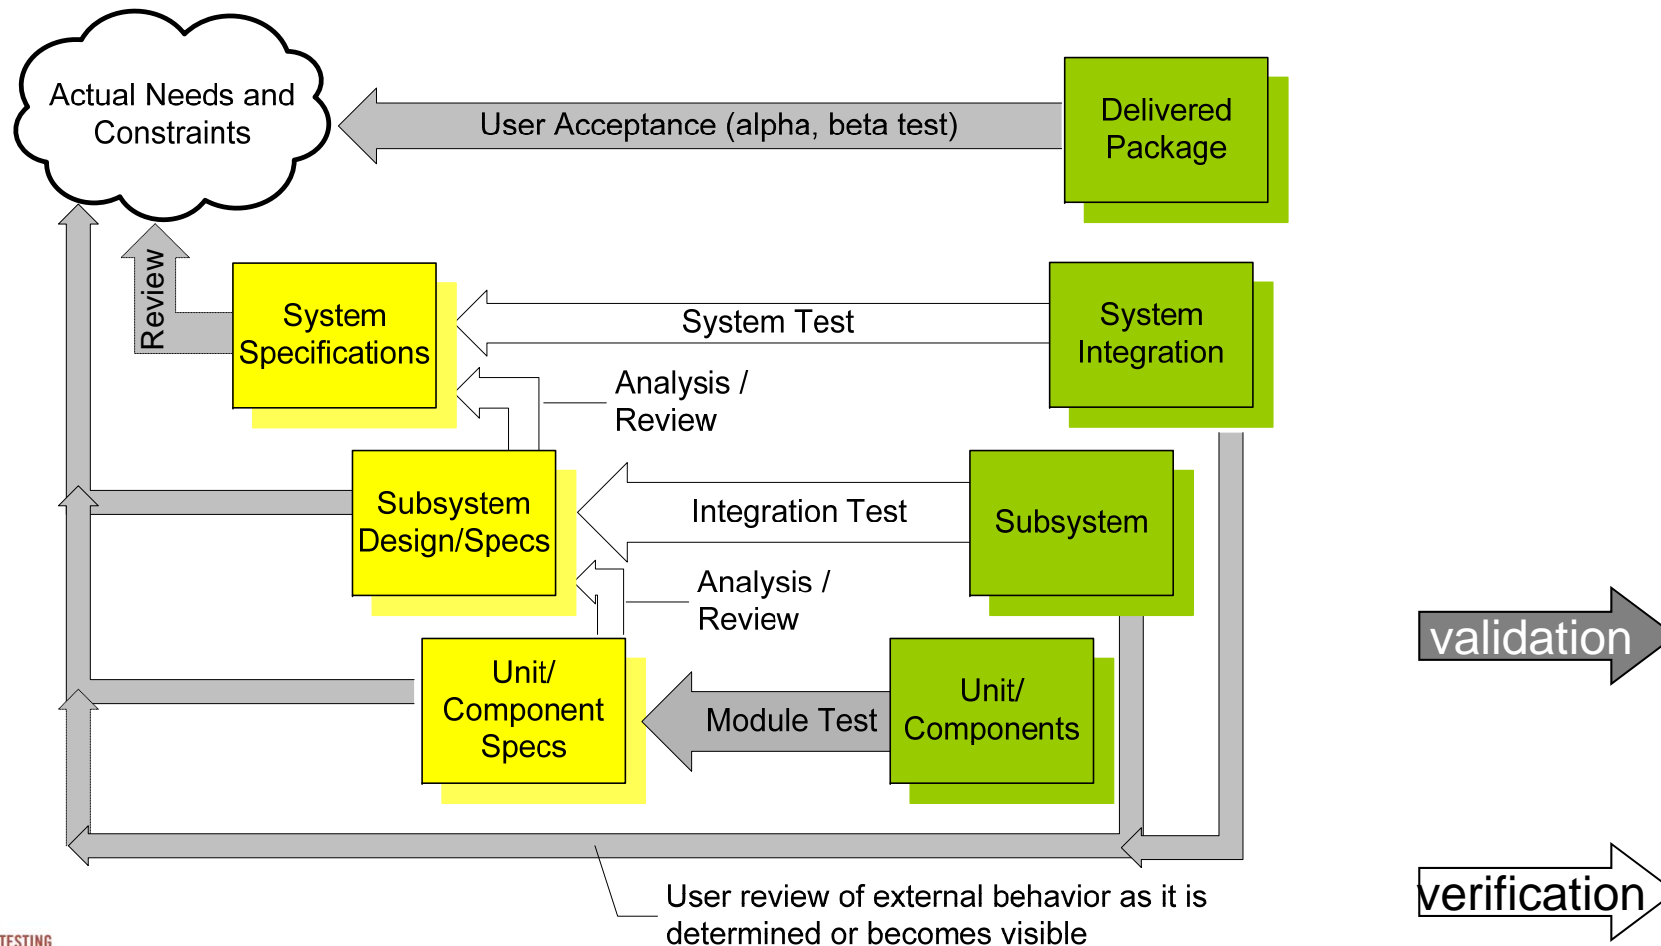 Actual Needs and
Constraints
User Acceptance (alpha, beta test)
Delivered
Package
Review
System
Specifications
System Test
System
Integration
Analysis /
Review
Subsystem
Design/Specs
Integration Test
Subsystem
Analysis /
Review
validation
Unit/
Component
Specs
Module Test
Unit/
Components
User review of external behavior as it is
determined or becomes visible
verification
TESTING